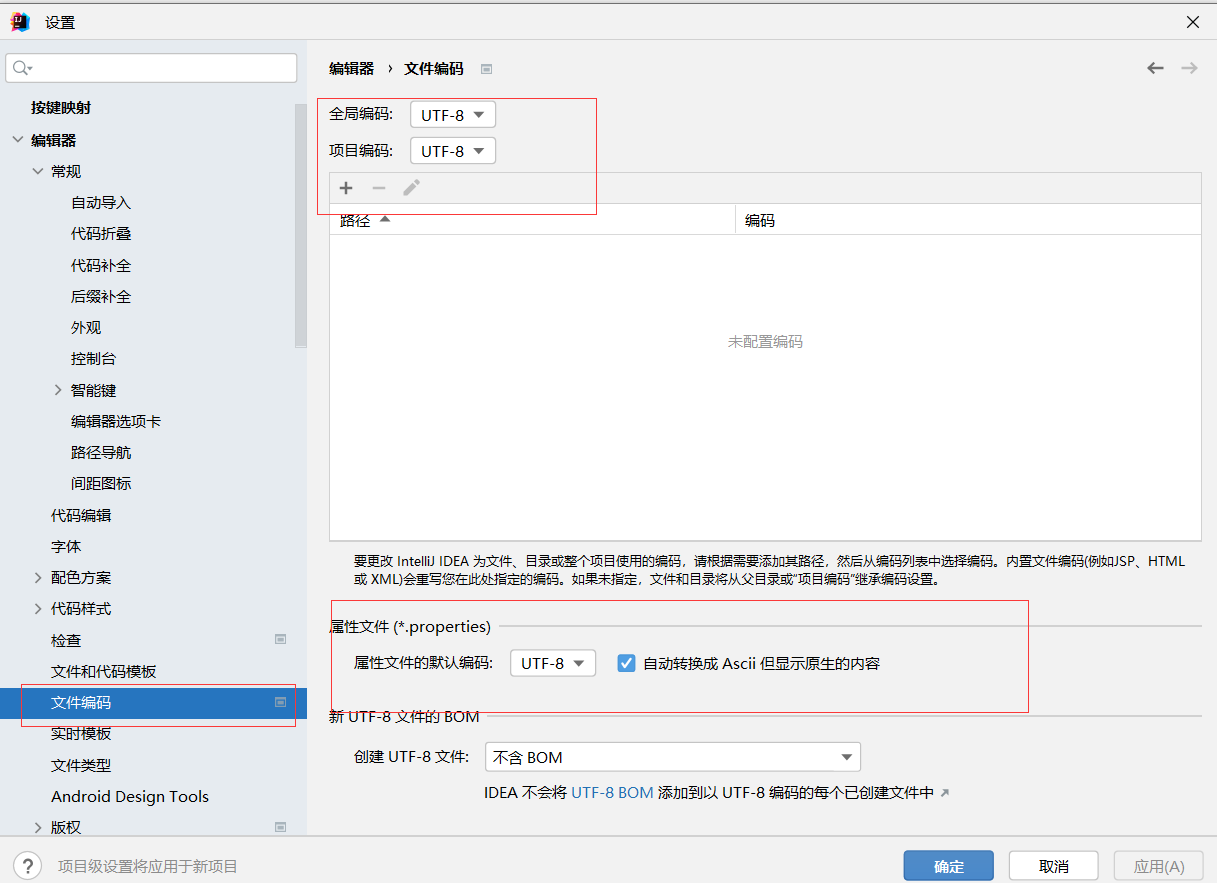 设置
编辑器 › 文件编码
按键映射
编辑器
常规
自动导入
代码折叠
代码补全
后缀补全
外观
控制台
智能键
编辑器选项卡
路径导航
间距图标
代码编辑
字体
配色方案
代码样式
检查
文件和代码模板
文件编码
实时模板
文件类型
Android Design Tools
版权
全局编码: UTF-8
项目编码: UTF-8
路径 编码
未配置编码
要更改 IntelliJ IDEA 为文件、目录或整个项目使用的编码，请根据需要添加其路径，然后从编码列表中选择编码。内置文件编码(例如JSP、HTML
或 XML)会重写您在此处指定的编码。如果未指定，文件和目录将从父目录或“项目编码”继承编码设置。
属性文件 (*.properties)
属性文件的默认编码: UTF-8 自动转换成 Ascii 但显示原生的内容
新 UTF-8 文件的 BOM
创建 UTF-8 文件: 不含 BOM
IDEA 不会将 UTF-8 BOM 添加到以 UTF-8 编码的每个已创建文件中
? 项目级设置将应用于新项目
确定 取消 应用(A)